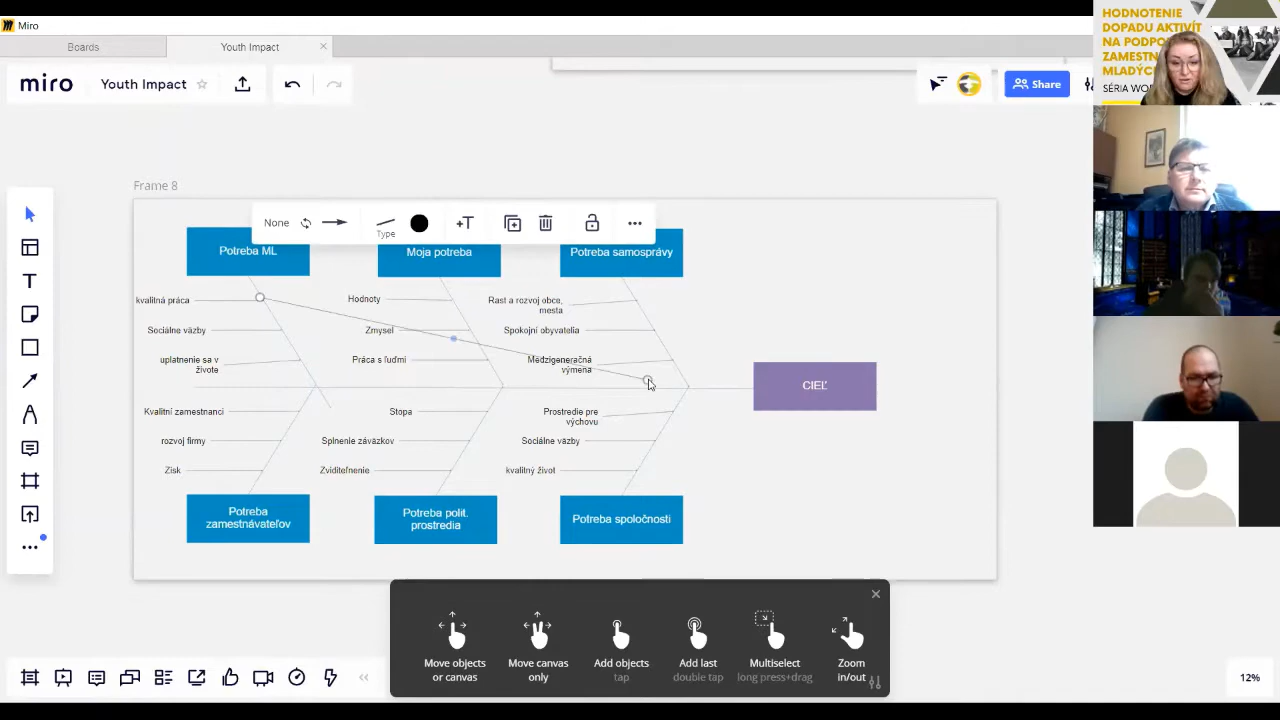 Miro
Boards
Youth Impact
miro
Youth Impact
Share
HODNOTENIE
DOPADU AKTIVÍT
NA
ZAMEST
MLADÝC
SÉRIA
Frame 8
None
Type
Potreba ML
Moja potreba
Potreba samosprávy
kvalitná práca
Sociálne väzby
uplatnenie sa v
živote
Hodnoty
Zmysel
Práca s ľuďmi
Rast a rozvoj obce,
mesta
Spokojní obyvatelia
Medzigeneračná
výmena
CIEĽ
Kvalitní zamestnanci
rozvoj firmy
Zisk
Stopa
Splnenie záväzkov
Zviditeľnenie
Prostredie pre
výchovu
Sociálne väzby
kvalitný život
Potreba
zamestnávateľov
Potreba polit.
prostredia
Potreba spoločnosti
Move objects
or canvas
Move canvas
only
Add objects
tap
Add last
double tap
Multiselect
long press+drag
Zoom
in/out
12%